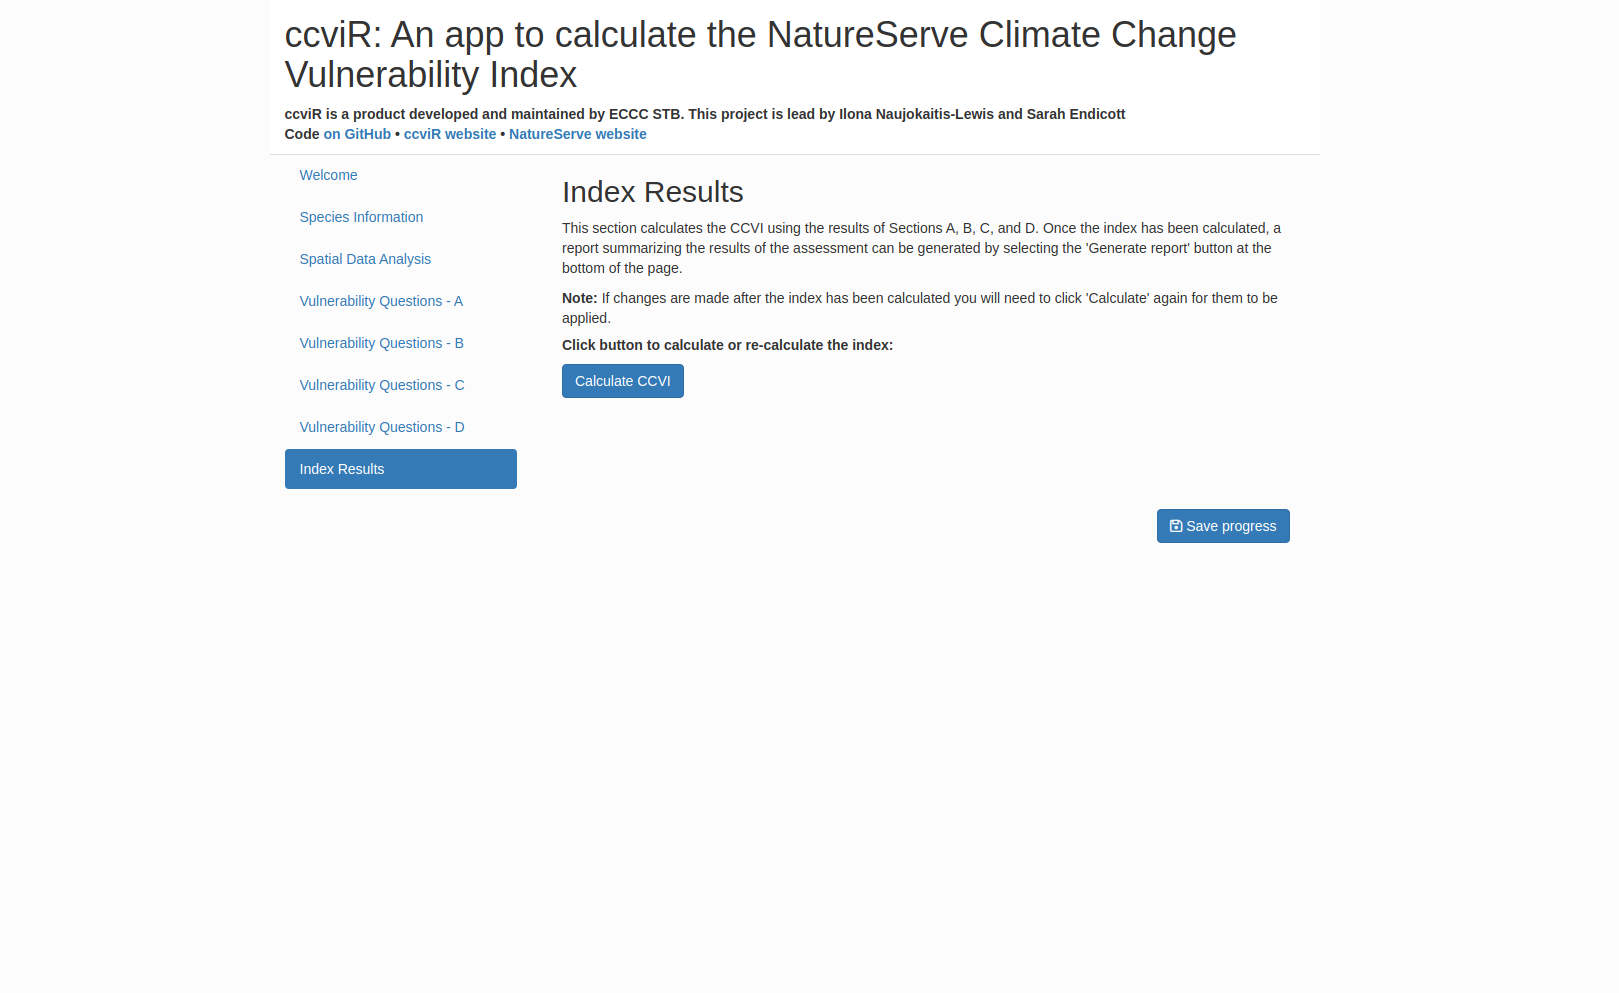 ccviR: An app to calculate the NatureServe Climate Change
Vulnerability Index
ccviR is a product developed and maintained by ECCC STB. This project is lead by Ilona Naujokaitis-Lewis and Sarah Endicott
Code on GitHub • ccviR website • NatureServe website
Welcome
Species Information
Spatial Data Analysis
Vulnerability Questions - A
Vulnerability Questions - B
Vulnerability Questions - C
Vulnerability Questions - D
Index Results
Index Results
This section calculates the CCVI using the results of Sections A, B, C, and D. Once the index has been calculated, a
report summarizing the results of the assessment can be generated by selecting the 'Generate report' button at the
bottom of the page.
Note: If changes are made after the index has been calculated you will need to click 'Calculate' again for them to be
applied.
Click button to calculate or re-calculate the index:
Calculate CCVI
Save progress